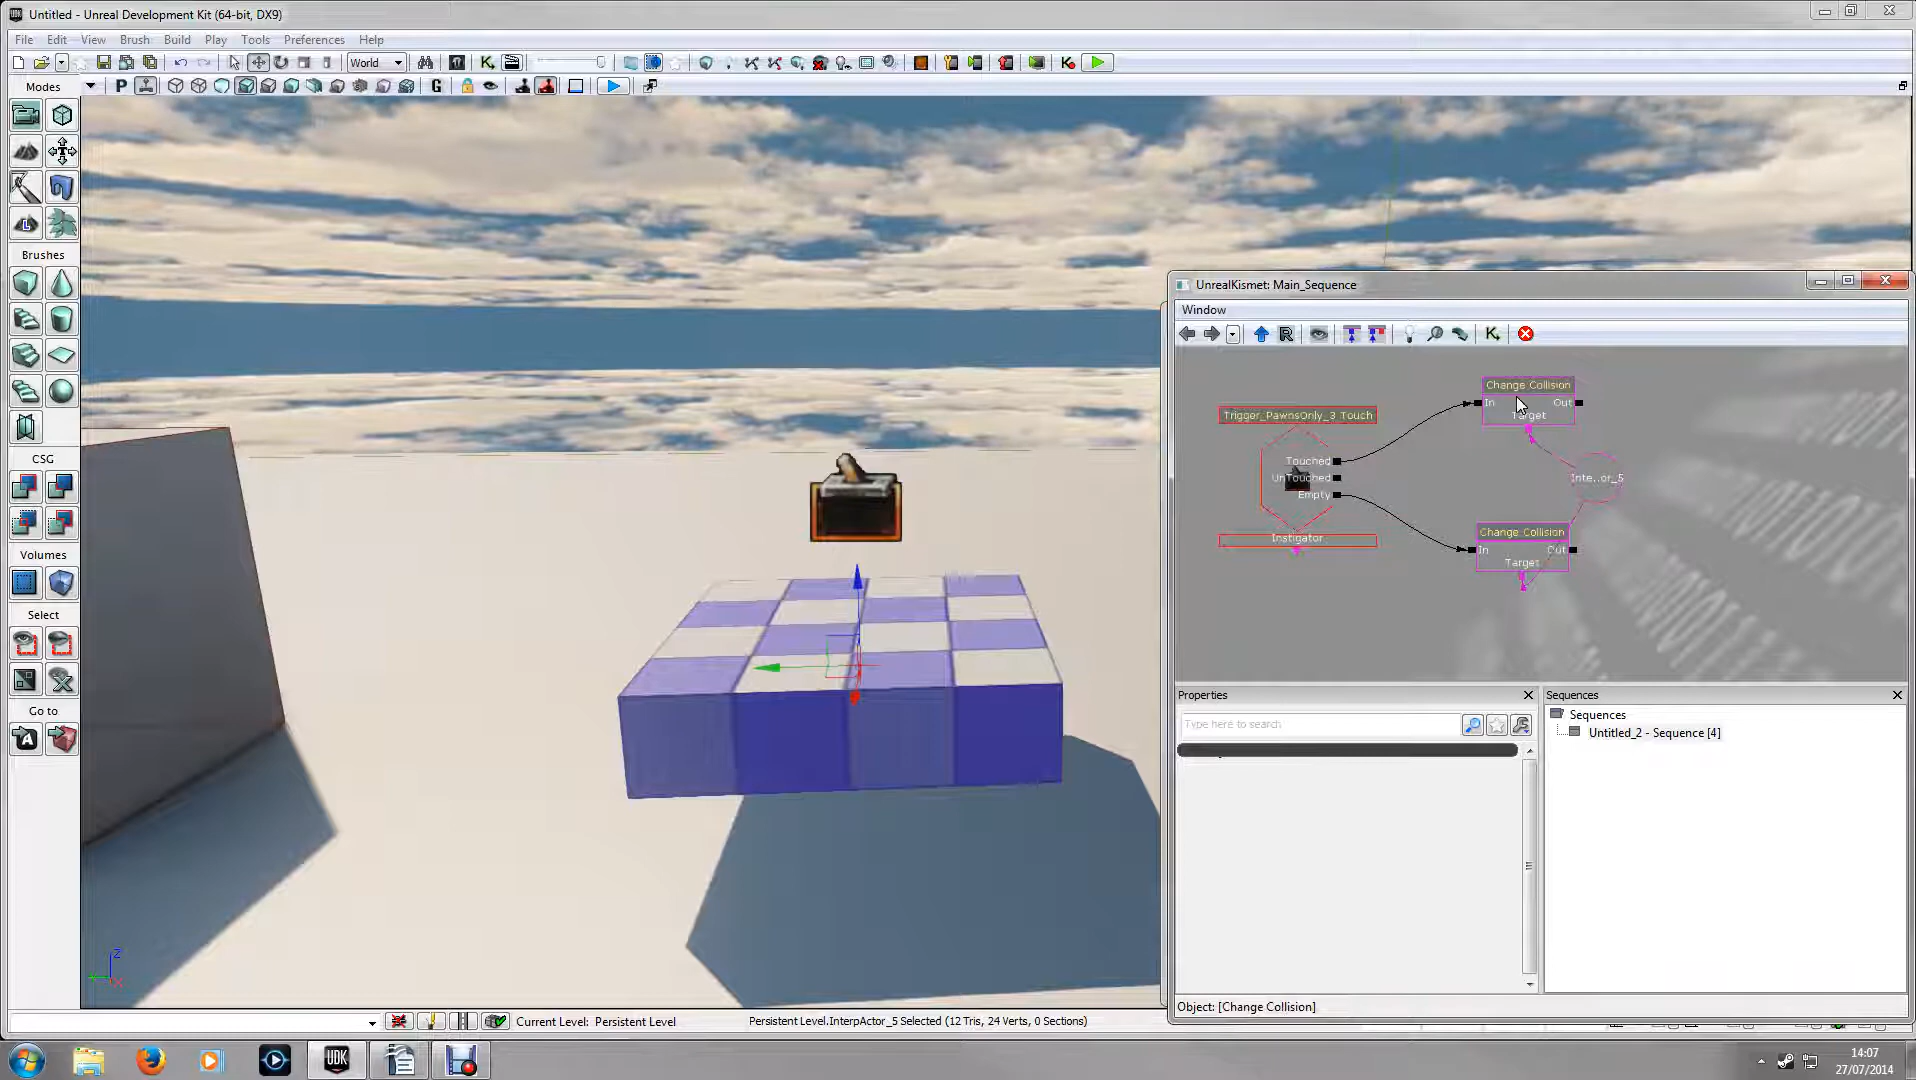 Untitled - Unreal Development Kit (64-bit, DX9)
File Edit View Brush Build Play Tools Preferences Help
World
Modes
P
G
Brushes
CSG
Volumes
Select
Go to
UnrealKismet: Main_Sequence
Window
Change Collision
In Out
Target
Trigger_PawnsOnly_3 Touch
Touched
UnTouched
Empty
Instigator
Inte..or_5
Change Collision
In Out
Target
Properties
Type here to search
Sequences
Sequences
Untitled_2 - Sequence [4]
Object: [Change Collision]
Z
X
Current Level: Persistent Level
Persistent Level.InterpActor_5 Selected (12 Tris, 24 Verts, 0 Sections)
UDK
14:07
27/07/2014